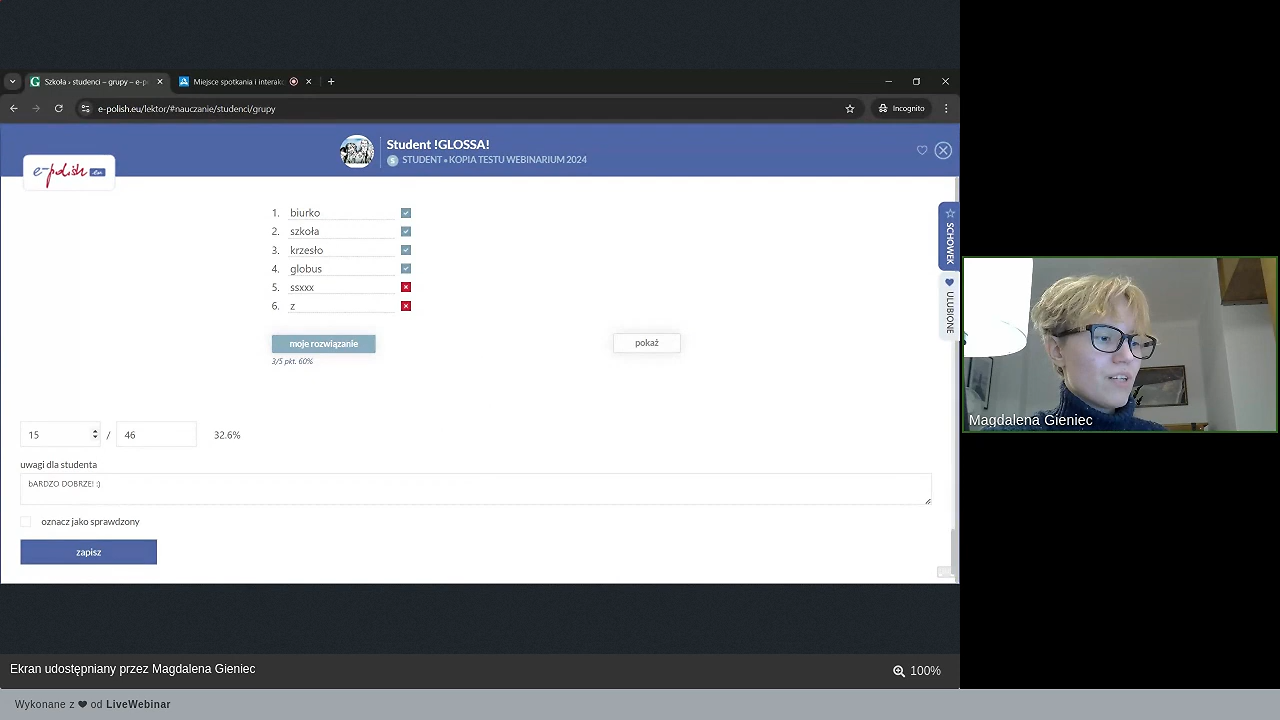 Szkoła › studenci – grupy – e-p
Miejsce spotkania i interak
e-polish.eu/lektor/#nauczanie/studenci/grupy
Incognito
e-polish.eu
Student !GLOSSA!
S STUDENT • KOPIA TESTU WEBINARIUM 2024
SCHOWEK
ULUBIONE
1. biurko
2. szkoła
3. krzesło
4. globus
5. ssxxx
6. z
moje rozwiązanie
pokaż
3/5 pkt. 60%
15 / 46 32.6%
uwagi dla studenta
bARDZO DOBRZE! :)
oznacz jako sprawdzony
zapisz
Magdalena Gieniec
Ekran udostępniany przez Magdalena Gieniec
100%
Wykonane z ❤ od LiveWebinar